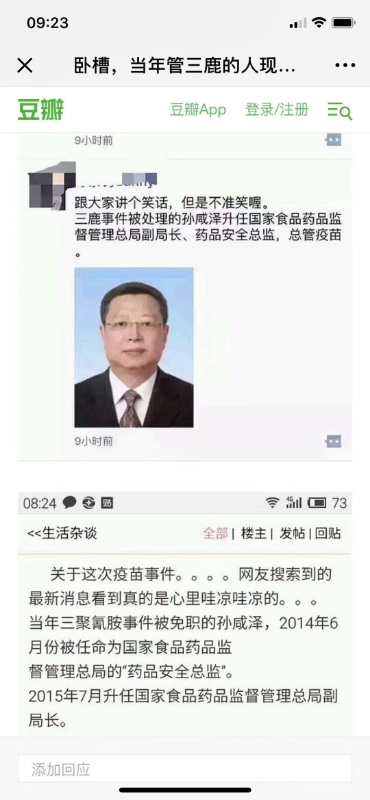 09:23
卧槽，当年管三鹿的人现...
豆瓣
豆瓣App
登录/注册
9小时前
跟大家讲个笑话，但是不准笑喔。
三鹿事件被处理的孙咸泽升任国家食品药品监
督管理总局副局长、药品安全总监，总管疫苗
。
9小时前
08:24
4G
73
<<生活杂谈
全部 | 楼主 | 发帖 | 回贴
关于这次疫苗事件。。。。网友搜索到的
最新消息看到真的是心里哇凉哇凉的。。。
当年三聚氰胺事件被免职的孙咸泽，2014年6
月份被任命为国家食品药品监
督管理总局的“药品安全总监”。
2015年7月升任国家食品药品监督管理总局副
局长。
添加回应